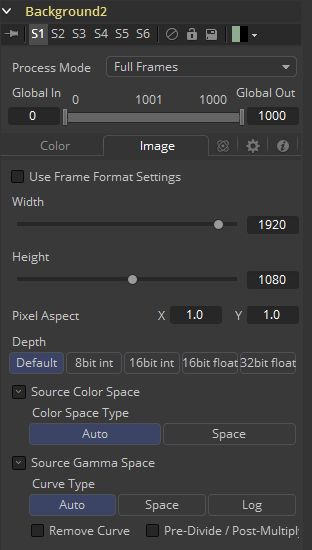 Background2
S1 S2 S3 S4 S5 S6
Process Mode Full Frames
Global In 0 1001 1000 Global Out
0 1000
Color Image
Use Frame Format Settings
Width
1920
Height
1080
Pixel Aspect X 1.0 Y 1.0
Depth
Default 8bit int 16bit int 16bit float 32bit float
Source Color Space
Color Space Type
Auto Space
Source Gamma Space
Curve Type
Auto Space Log
Remove Curve Pre-Divide / Post-Multiply